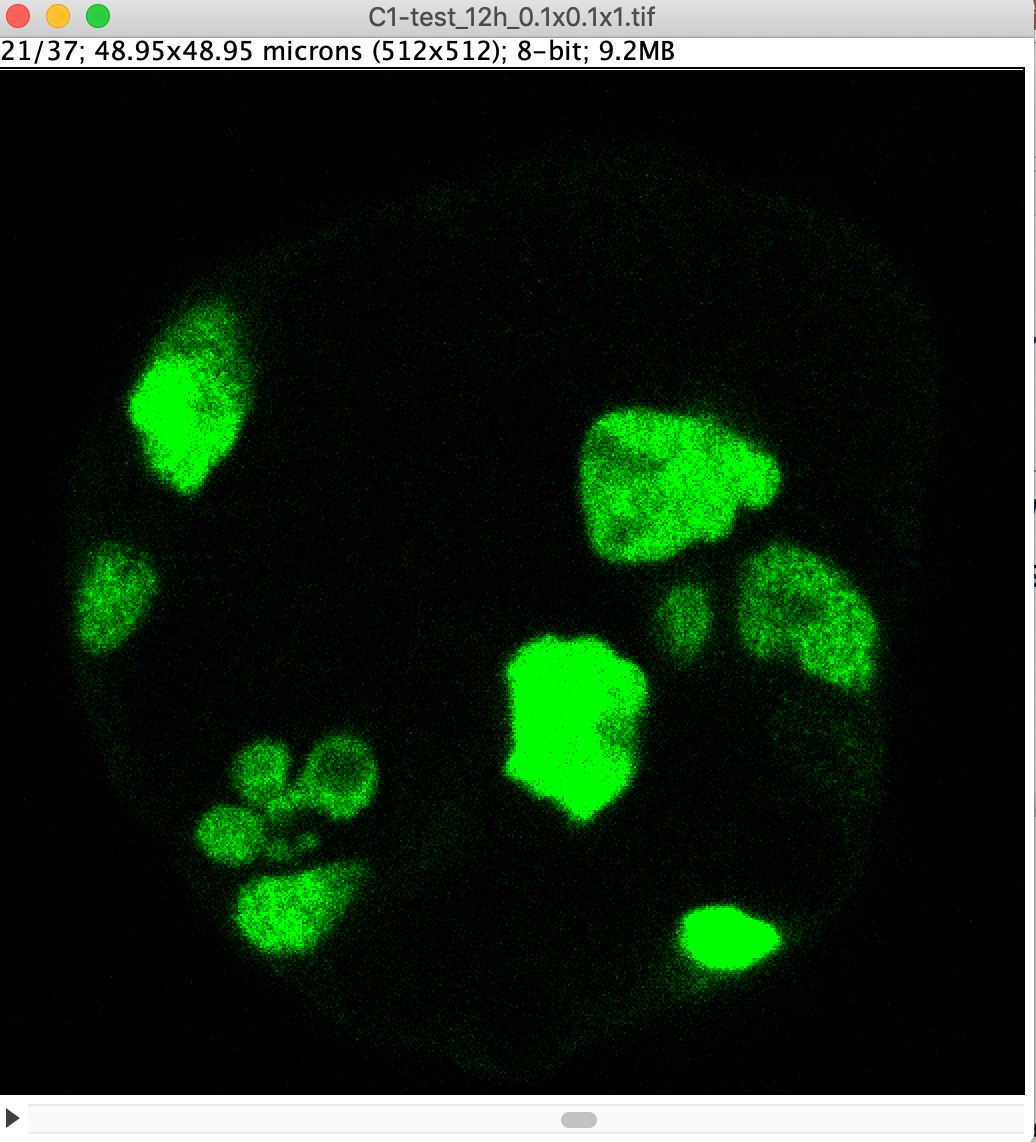 C1-test_12h_0.1x0.1x1.tif
21/37; 48.95x48.95 microns (512x512); 8-bit; 9.2MB